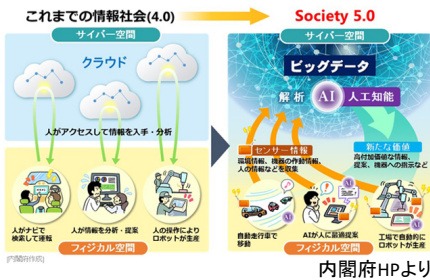 これまでの情報社会(4.0)
サイバー空間
クラウド
人がアクセスして情報を入手・分析
人がナビで
検索して運転
人が情報を分析・提案
人の操作により
ロボットが生産
フィジカル空間
[内閣府作成]
Society 5.0
サイバー空間
ビッグデータ
解析
AI
人工知能
センサー情報
環境情報、機器の作動情報、
人の情報などを収集
新たな価値
高付加価値な情報、
提案、機器への指示など
自動走行車で
移動
AIが人に最適提案
工場で自動的に
ロボットが生産
フィジカル空間
内閣府HPより